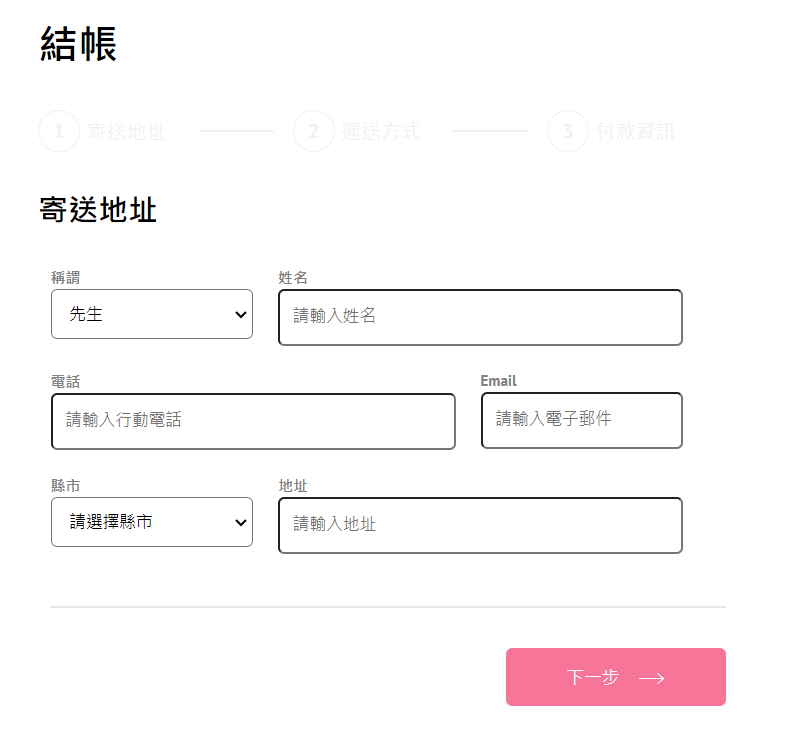 結帳
1 寄送地址 2 運送方式 3 付款資訊
寄送地址
稱謂 姓名
先生 請輸入姓名
電話 Email
請輸入行動電話 請輸入電子郵件
縣市 地址
請選擇縣市 請輸入地址
下一步